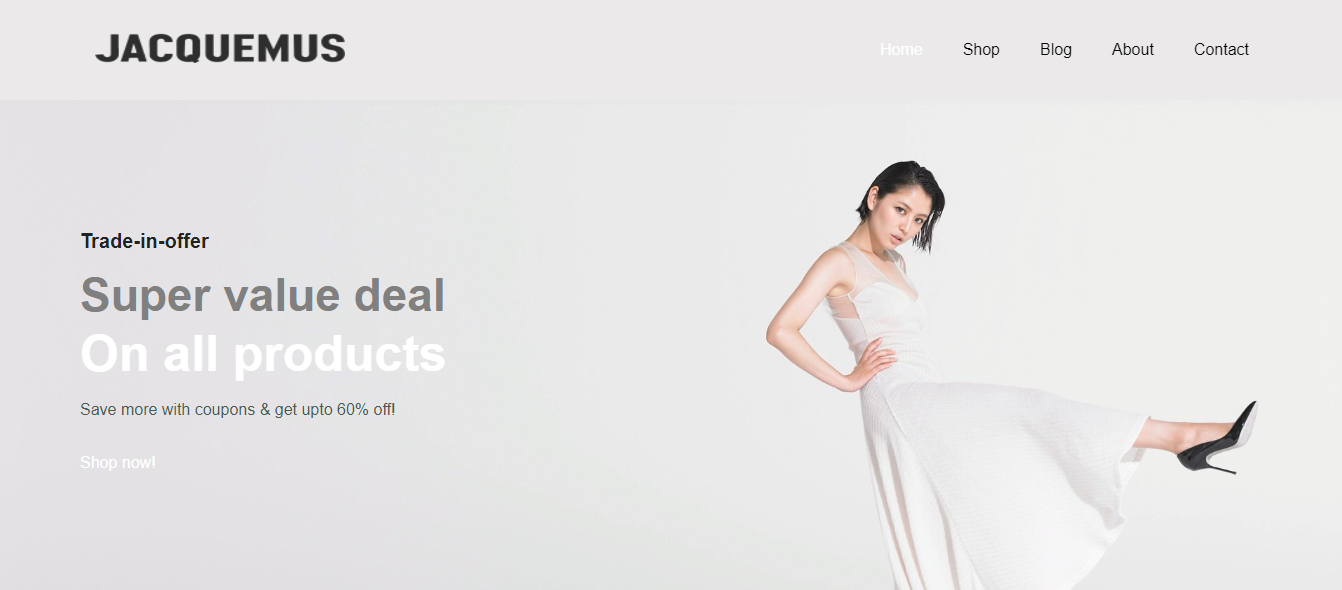 JACQUEMUS
Home Shop Blog About Contact
Trade-in-offer
Super value deal
On all products
Save more with coupons & get upto 60% off!
Shop now!